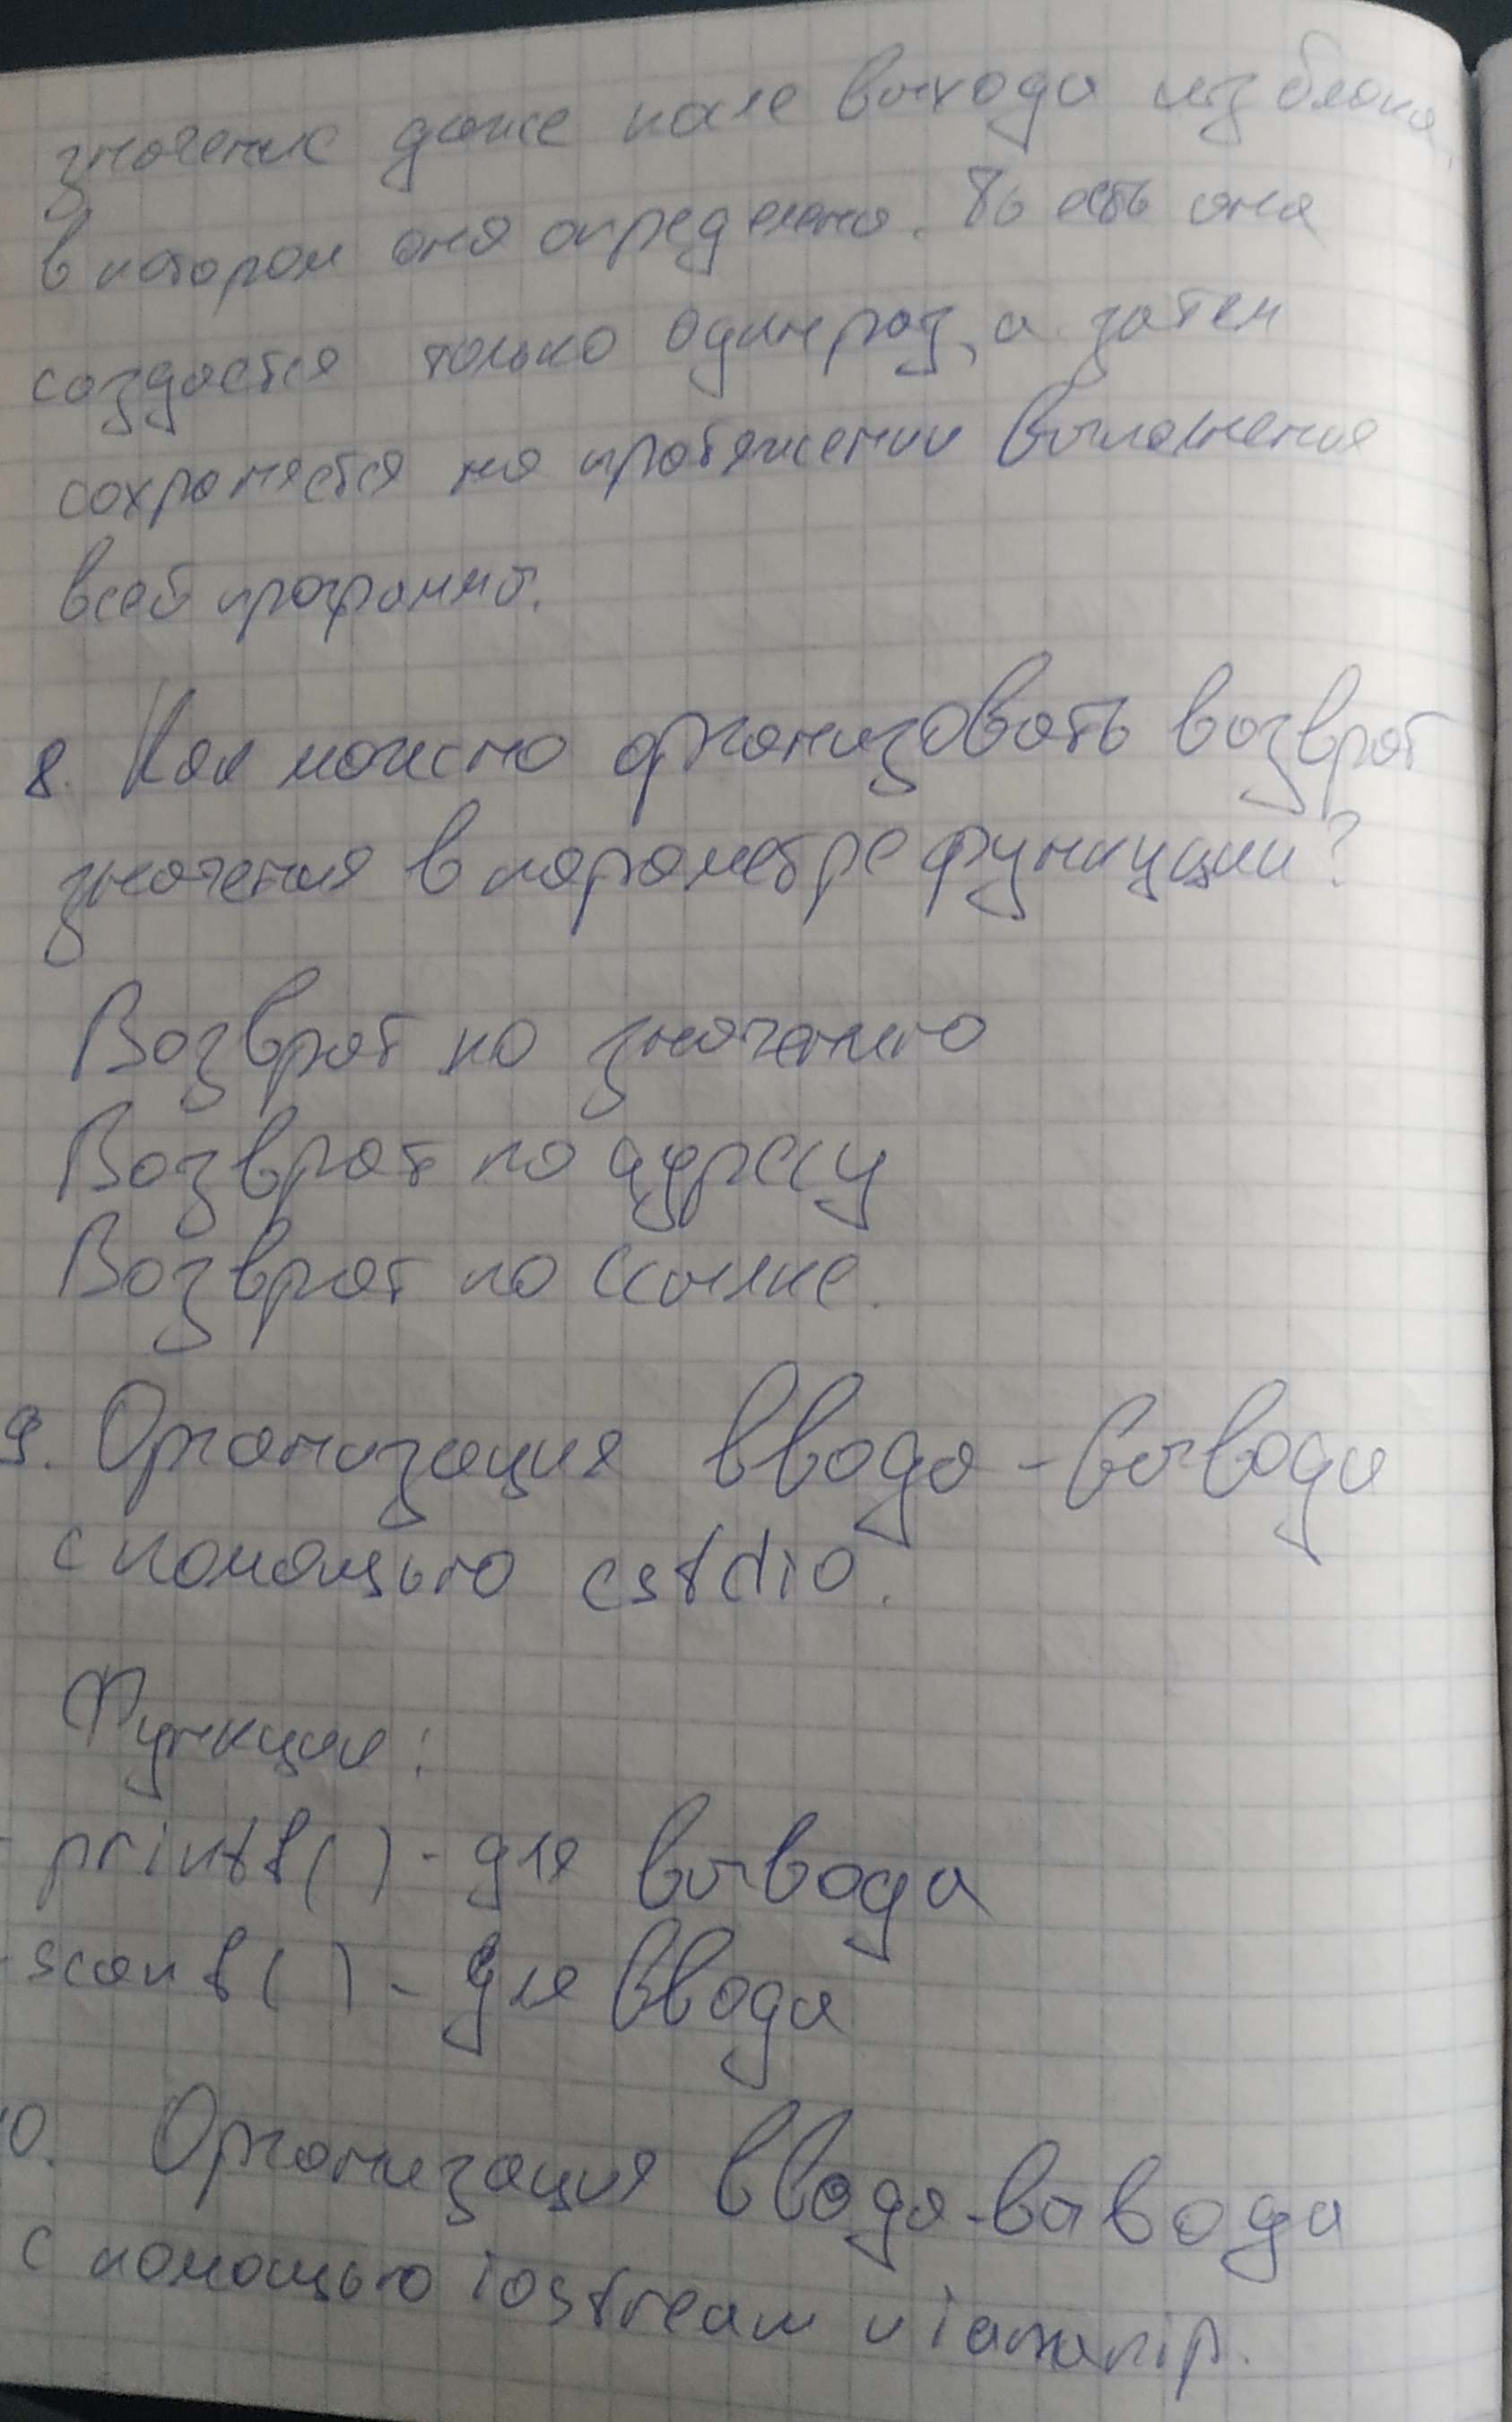 значение даже после выхода из блока,
в котором она определена. То есть она
создается только один раз, а затем
сохраняется на протяжении выполнения
всей программы.
8. Как можно организовать возврат
значения в параметре функции?
Возврат по значению
Возврат по адресу
Возврат по ссылке.
9. Организация ввода-вывода
с помощью cstdio.
Функции:
- printf() - для вывода
- scanf() - для ввода
10. Организация ввода-вывода
с помощью iostream и iomanip.